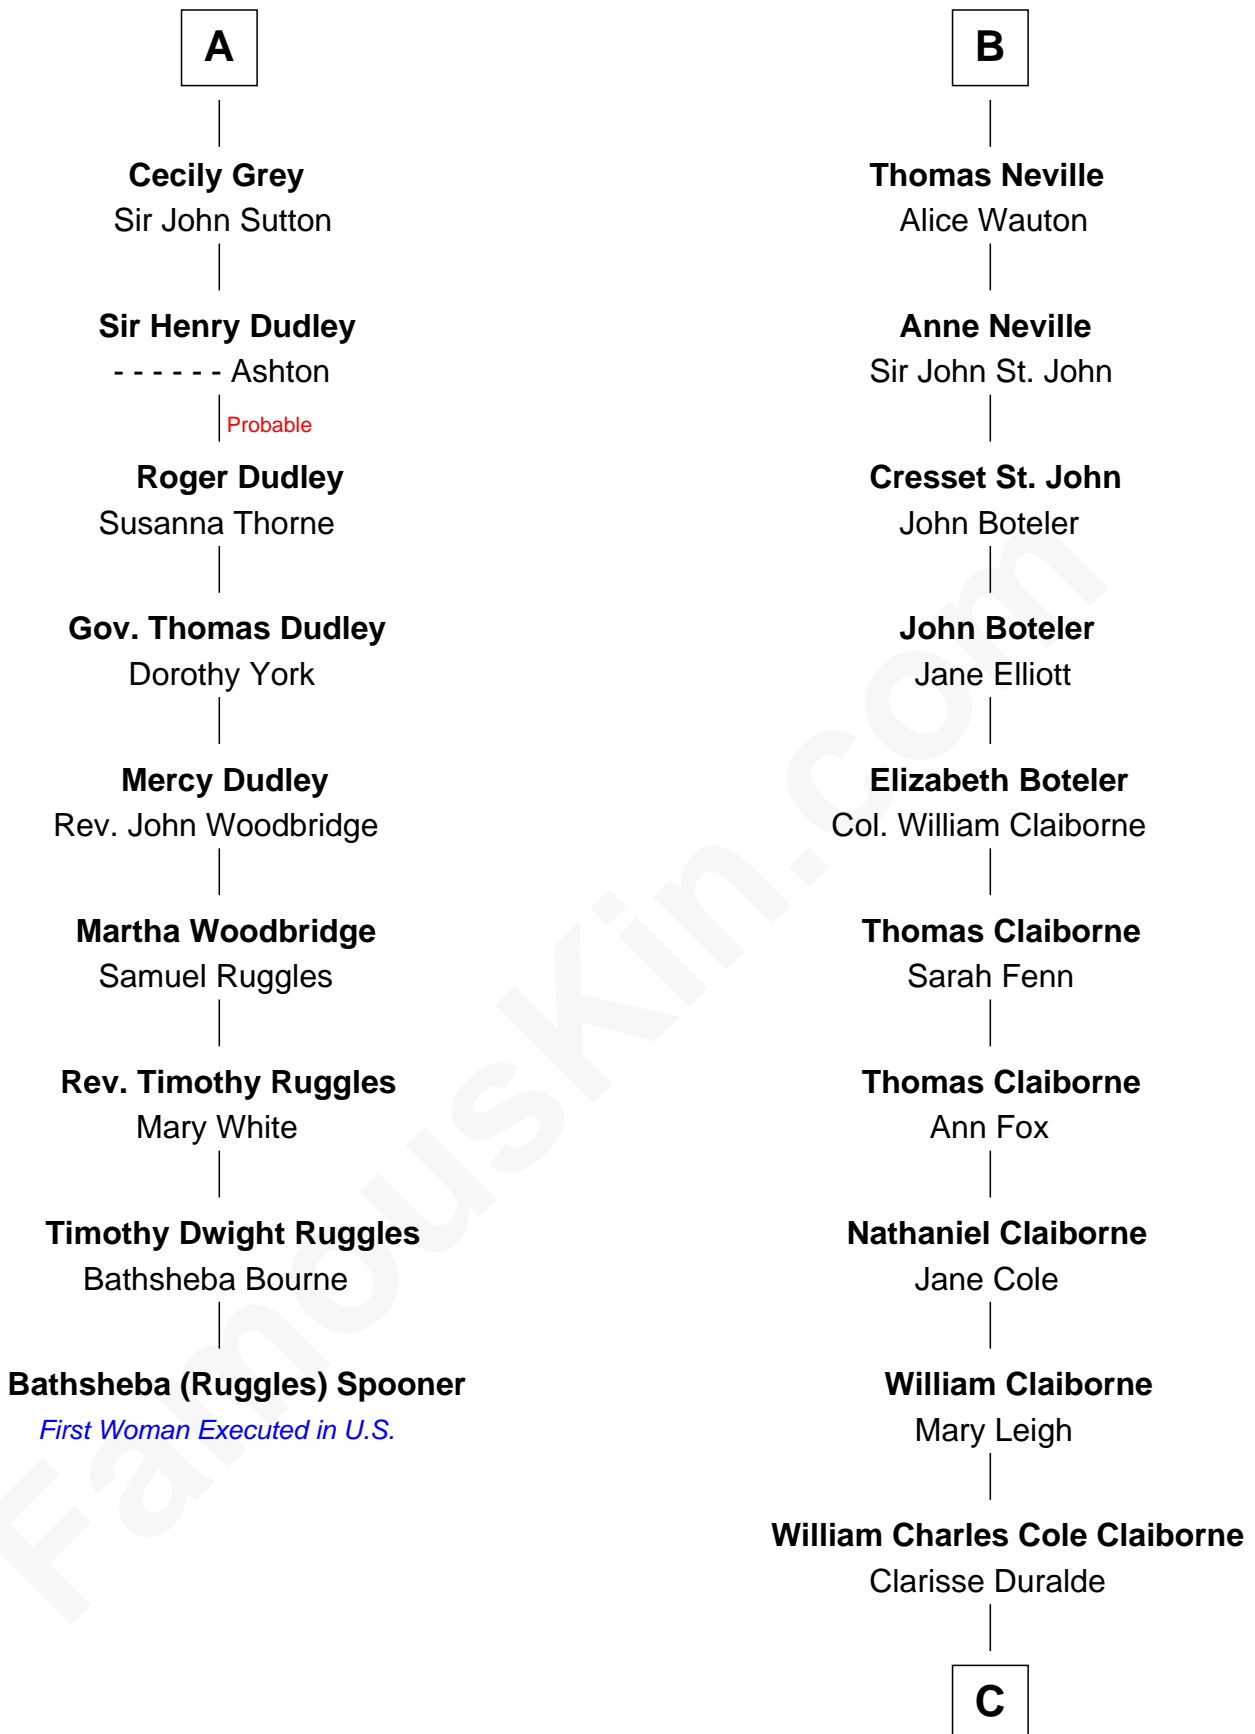 A
Cecily Grey
Sir John Sutton
Sir Henry Dudley
- - - - - - Ashton
Probable
Roger Dudley
Susanna Thorne
Gov. Thomas Dudley
Dorothy York
Mercy Dudley
Rev. John Woodbridge
Martha Woodbridge
Samuel Ruggles
Rev. Timothy Ruggles
Mary White
Timothy Dwight Ruggles
Bathsheba Bourne
Bathsheba (Ruggles) Spooner
First Woman Executed in U.S.
B
Thomas Neville
Alice Wauton
Anne Neville
Sir John St. John
Cresset St. John
John Boteler
John Boteler
Jane Elliott
Elizabeth Boteler
Col. William Claiborne
Thomas Claiborne
Sarah Fenn
Thomas Claiborne
Ann Fox
Nathaniel Claiborne
Jane Cole
William Claiborne
Mary Leigh
William Charles Cole Claiborne
Clarisse Duralde
C
FamousKin.com